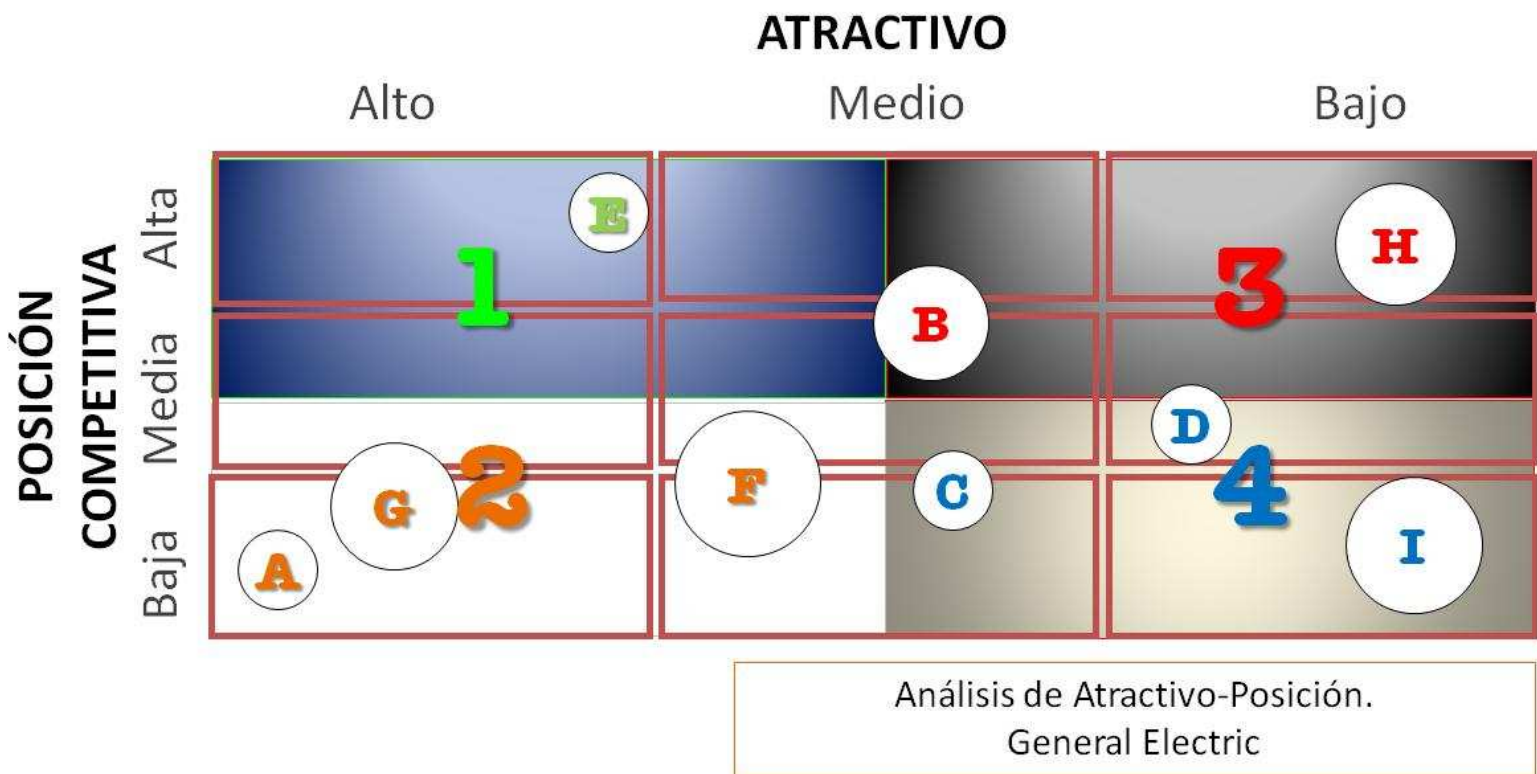 ATRACTIVO
Alto Medio Bajo
POSICIÓN
COMPETITIVA
Alta
Media
Baja
E
1
3
H
B
D
G
2
F
C
4
A
I
Análisis de Atractivo-Posición.
General Electric